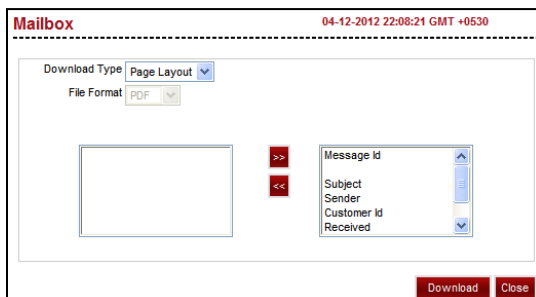 Mailbox 04-12-2012 22:08:21 GMT +0530
Download Type Page Layout
File Format PDF
>> Message Id
<< Subject
Sender
Customer Id
Received
Download Close